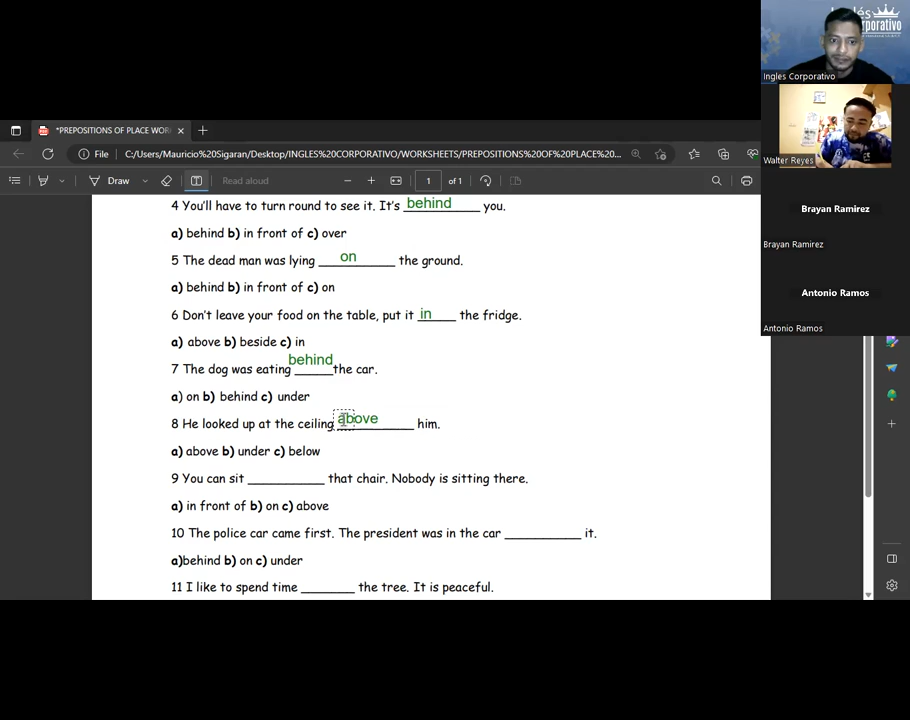 Inglés
Corporativo
Ingles Corporativo
*PREPOSITIONS OF PLACE WOR
File
C:/Users/Mauricio%20Sigaran/Desktop/INGLES%20CORPORATIVO/WORKSHEETS/PREPOSITIONS%20OF%20PLACE%20...
Walter Reyes
Draw
Read aloud
1
of 1
Brayan Ramirez
Brayan Ramirez
Antonio Ramos
Antonio Ramos
4 You'll have to turn round to see it. It's behind you.
a) behind b) in front of c) over
5 The dead man was lying on the ground.
a) behind b) in front of c) on
6 Don't leave your food on the table, put it in the fridge.
a) above b) beside c) in
7 The dog was eating behind the car.
a) on b) behind c) under
8 He looked up at the ceiling above him.
a) above b) under c) below
9 You can sit __________ that chair. Nobody is sitting there.
a) in front of b) on c) above
10 The police car came first. The president was in the car __________ it.
a)behind b) on c) under
11 I like to spend time _______ the tree. It is peaceful.